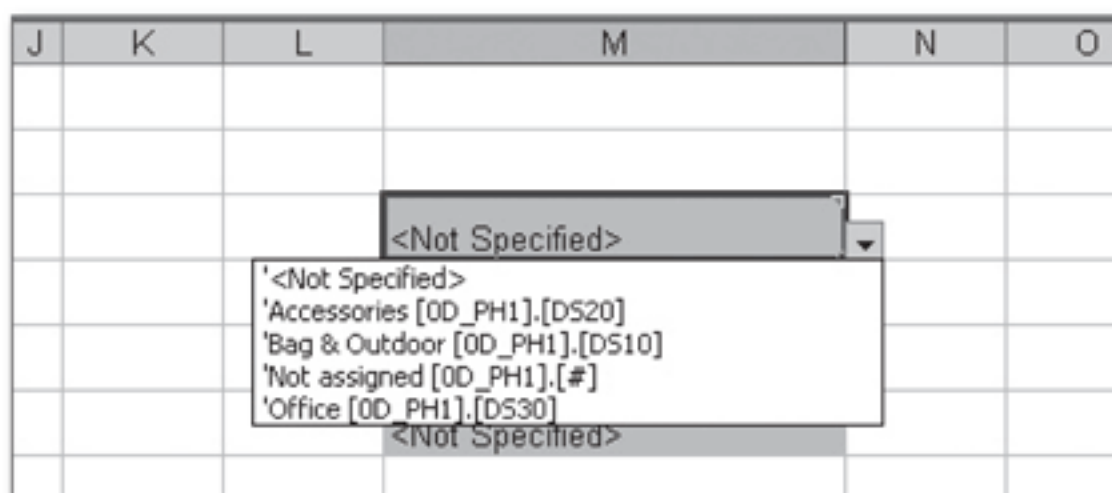 J K L M N O
<Not Specified>
'<Not Specified>
'Accessories [0D_PH1].[DS20]
'Bag & Outdoor [0D_PH1].[DS10]
'Not assigned [0D_PH1].[#]
'Office [0D_PH1].[DS30]
<Not Specified>